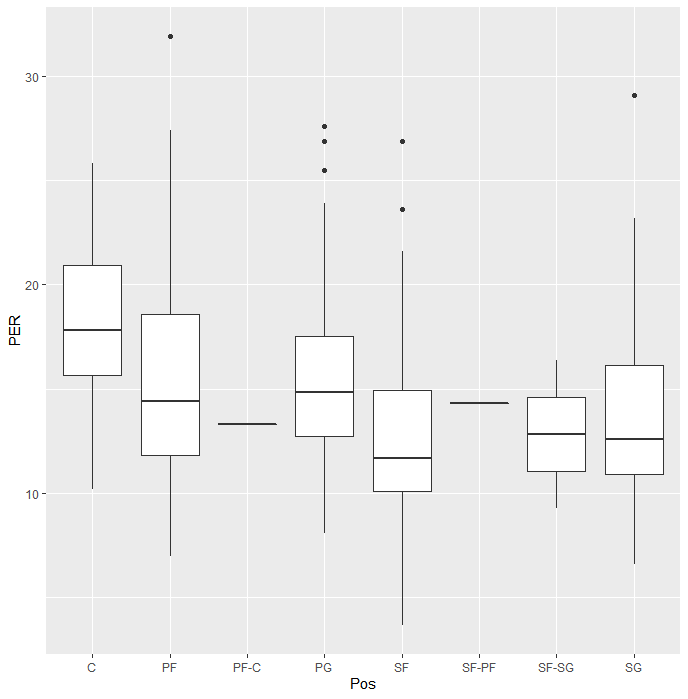 PER
30
20
10
C PF PF-C PG SF SF-PF SF-SG SG
Pos